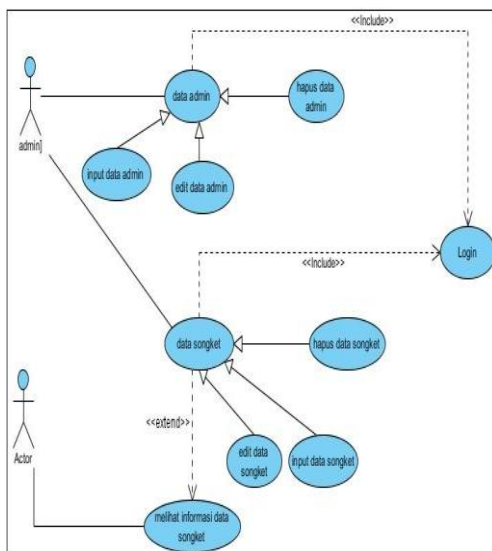 <<Include>>
data admin
hapus data
admin
admin]
input data admin
edit data admin
Login
<<Include>>
data songket
hapus data songket
<<extend>>
edit data
songket
input data songket
Actor
melihat informasi data
songket